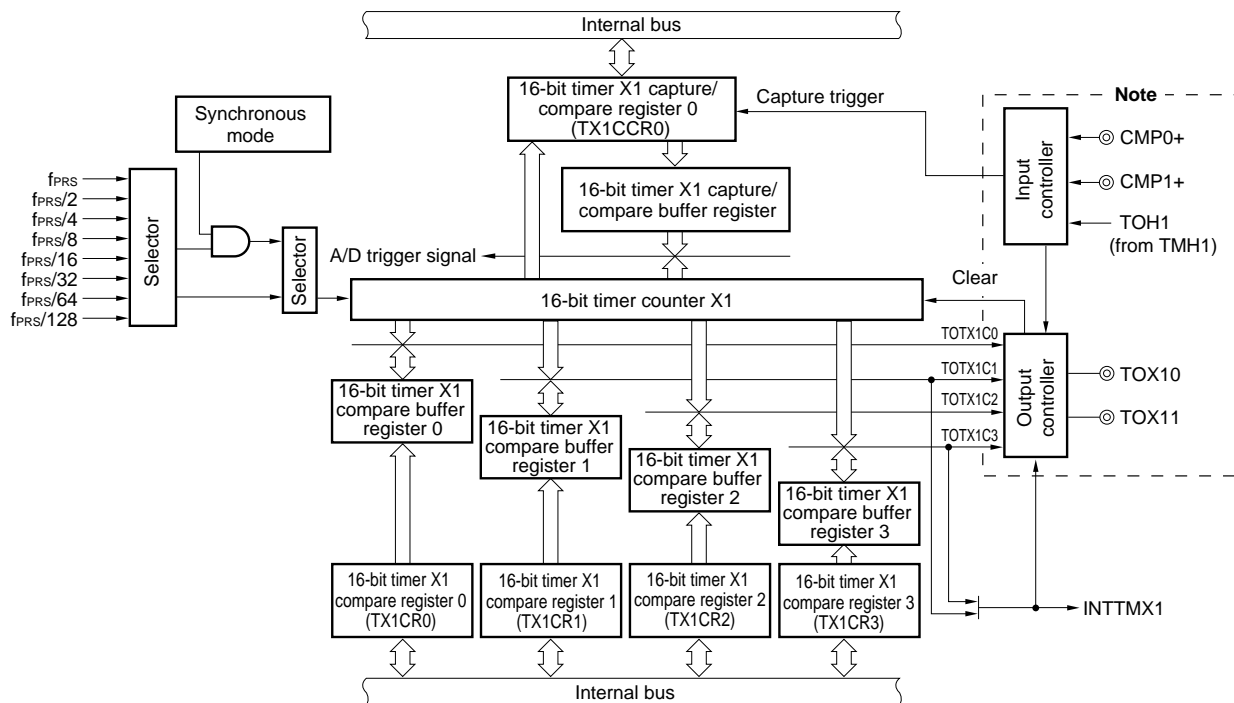 Internal bus
16-bit timer X1 capture/
compare register 0
(TX1CCR0)
Capture trigger
Note
Synchronous
mode
CMP0+
CMP1+
TOH1
(from TMH1)
Input
controller
16-bit timer X1 capture/
compare buffer register
fPRS
fPRS/2
fPRS/4
fPRS/8
fPRS/16
fPRS/32
fPRS/64
fPRS/128
Selector
Selector
A/D trigger signal
Clear
16-bit timer counter X1
TOTX1C0
TOTX1C1
TOTX1C2
TOTX1C3
Output
controller
TOX10
TOX11
16-bit timer X1
compare buffer
register 0
16-bit timer X1
compare buffer
register 1
16-bit timer X1
compare buffer
register 2
16-bit timer X1
compare buffer
register 3
16-bit timer X1
compare register 0
(TX1CR0)
16-bit timer X1
compare register 1
(TX1CR1)
16-bit timer X1
compare register 2
(TX1CR2)
16-bit timer X1
compare register 3
(TX1CR3)
INTTMX1
Internal bus